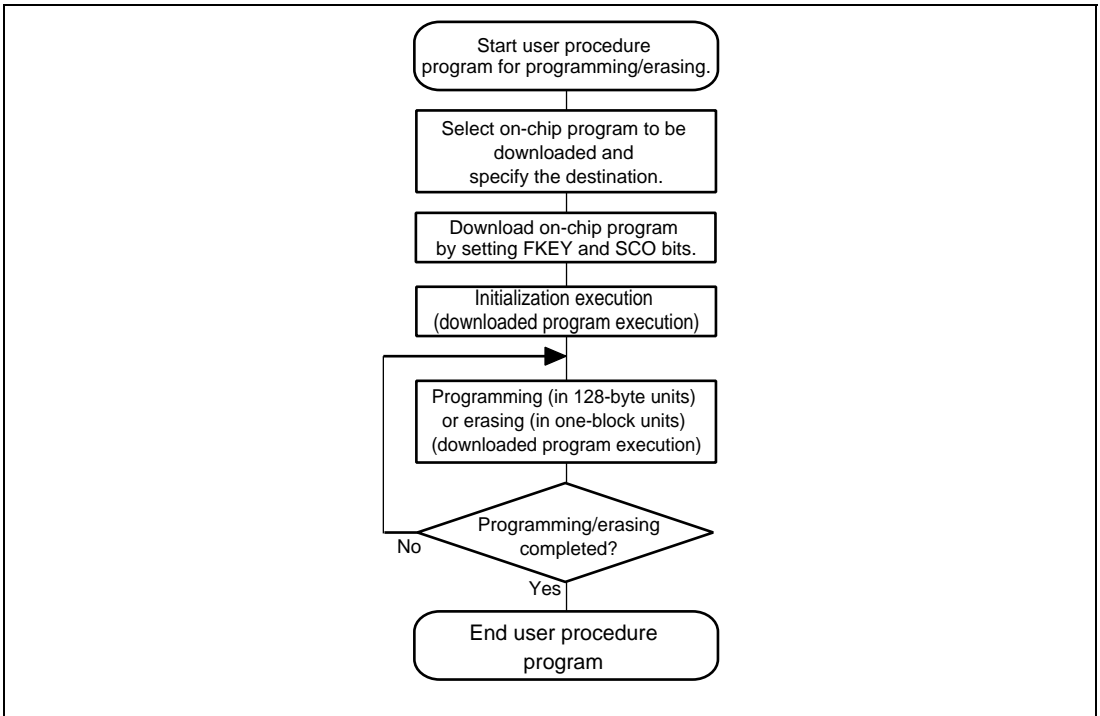 Start user procedure
program for programming/erasing.
Select on-chip program to be
downloaded and
specify the destination.
Download on-chip program
by setting FKEY and SCO bits.
Initialization execution
(downloaded program execution)
Programming (in 128-byte units)
or erasing (in one-block units)
(downloaded program execution)
Programming/erasing
completed?
No
Yes
End user procedure
program